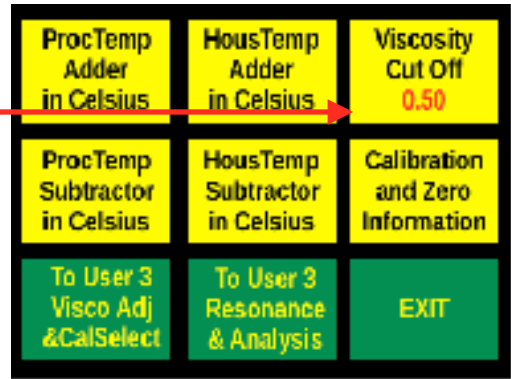 ProcTemp
Adder
in Celsius
HousTemp
Adder
in Celsius
Viscosity
Cut Off
0.50
ProcTemp
Subtractor
in Celsius
HousTemp
Subtractor
in Celsius
Calibration
and Zero
Information
To User 3
Visco Adj
&CalSelect
To User 3
Resonance
& Analysis
EXIT